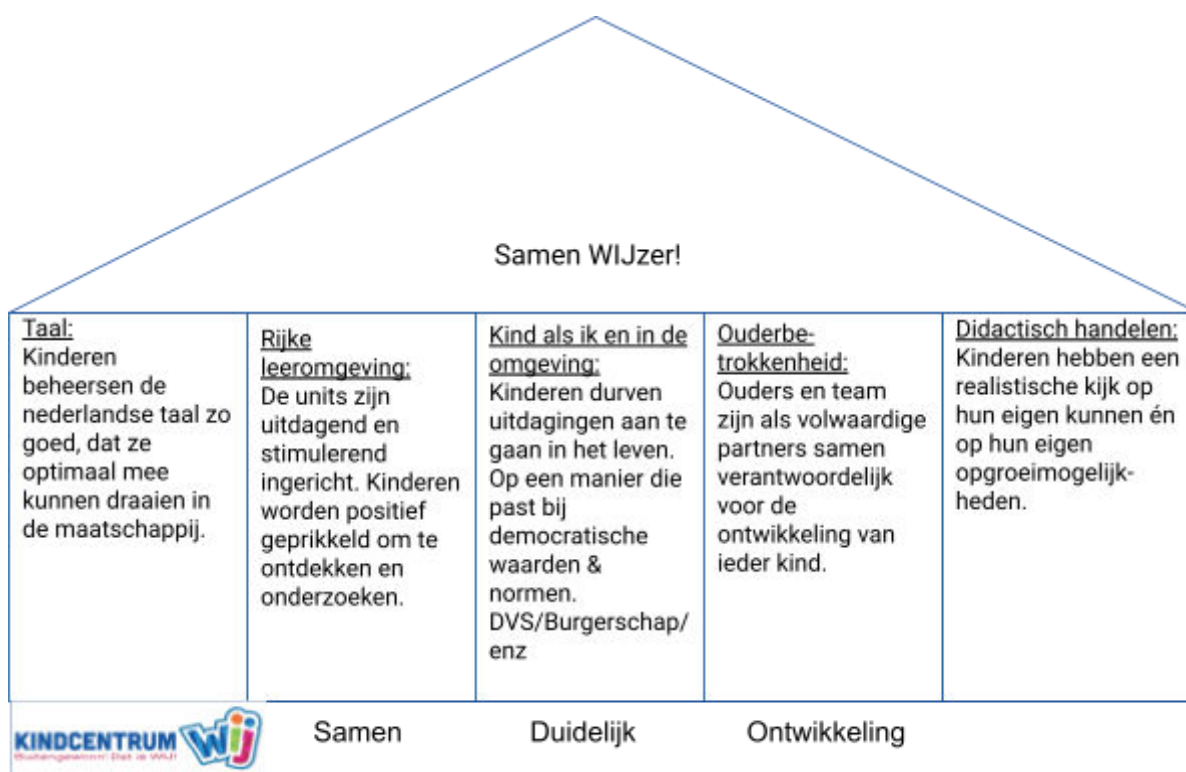 Samen WIJzer!
Taal:
Kinderen
beheersen de
nederlandse taal zo
goed, dat ze
optimaal mee
kunnen draaien in
de maatschappij.
Rijke
leeromgeving:
De units zijn
uitdagend en
stimulerend
ingericht. Kinderen
worden positief
geprikkeld om te
ontdekken en
onderzoeken.
Kind als ik en in de
omgeving:
Kinderen durven
uitdagingen aan te
gaan in het leven.
Op een manier die
past bij
democratische
waarden &
normen.
DVS/Burgerschap/
enz
Ouderbe-
trokkenheid:
Ouders en team
zijn als volwaardige
partners samen
verantwoordelijk
voor de
ontwikkeling van
ieder kind.
Didactisch handelen:
Kinderen hebben een
realistische kijk op
hun eigen kunnen én
op hun eigen
opgroeimogelijk-
heden.
KINDCENTRUM Wij
Buitengewoon! Dat is WIJ!
Samen
Duidelijk
Ontwikkeling